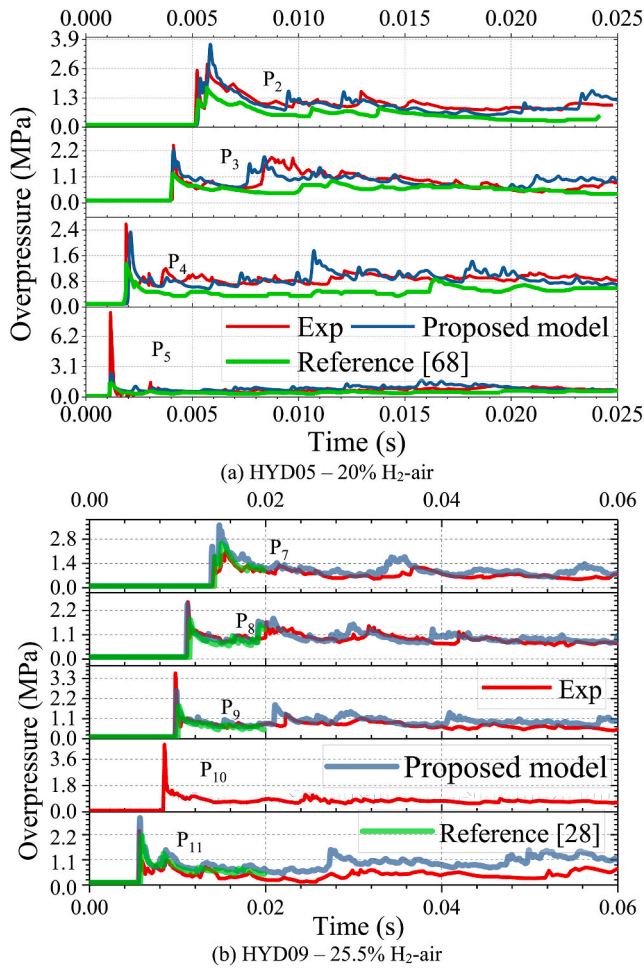 0.000 0.005 0.010 0.015 0.020 0.025
3.9
2.6
1.3
0.0
P2
2.2
1.1
0.0
P3
2.4
1.6
0.8
0.0
P4
6.2
3.1
0.0
P5
Exp Proposed model
Reference [68]
Overpressure (MPa)
0.000 0.005 0.010 0.015 0.020 0.025
Time (s)
(a) HYD05 – 20% H2-air
0.00 0.02 0.04 0.06
2.8
1.4
0.0
P7
2.2
1.1
0.0
P8
3.3
2.2
1.1
0.0
P9
Exp
3.6
1.8
0.0
P10
Proposed model
2.2
1.1
0.0
P11
Reference [28]
Overpressure (MPa)
0.00 0.02 0.04 0.06
Time (s)
(b) HYD09 – 25.5% H2-air